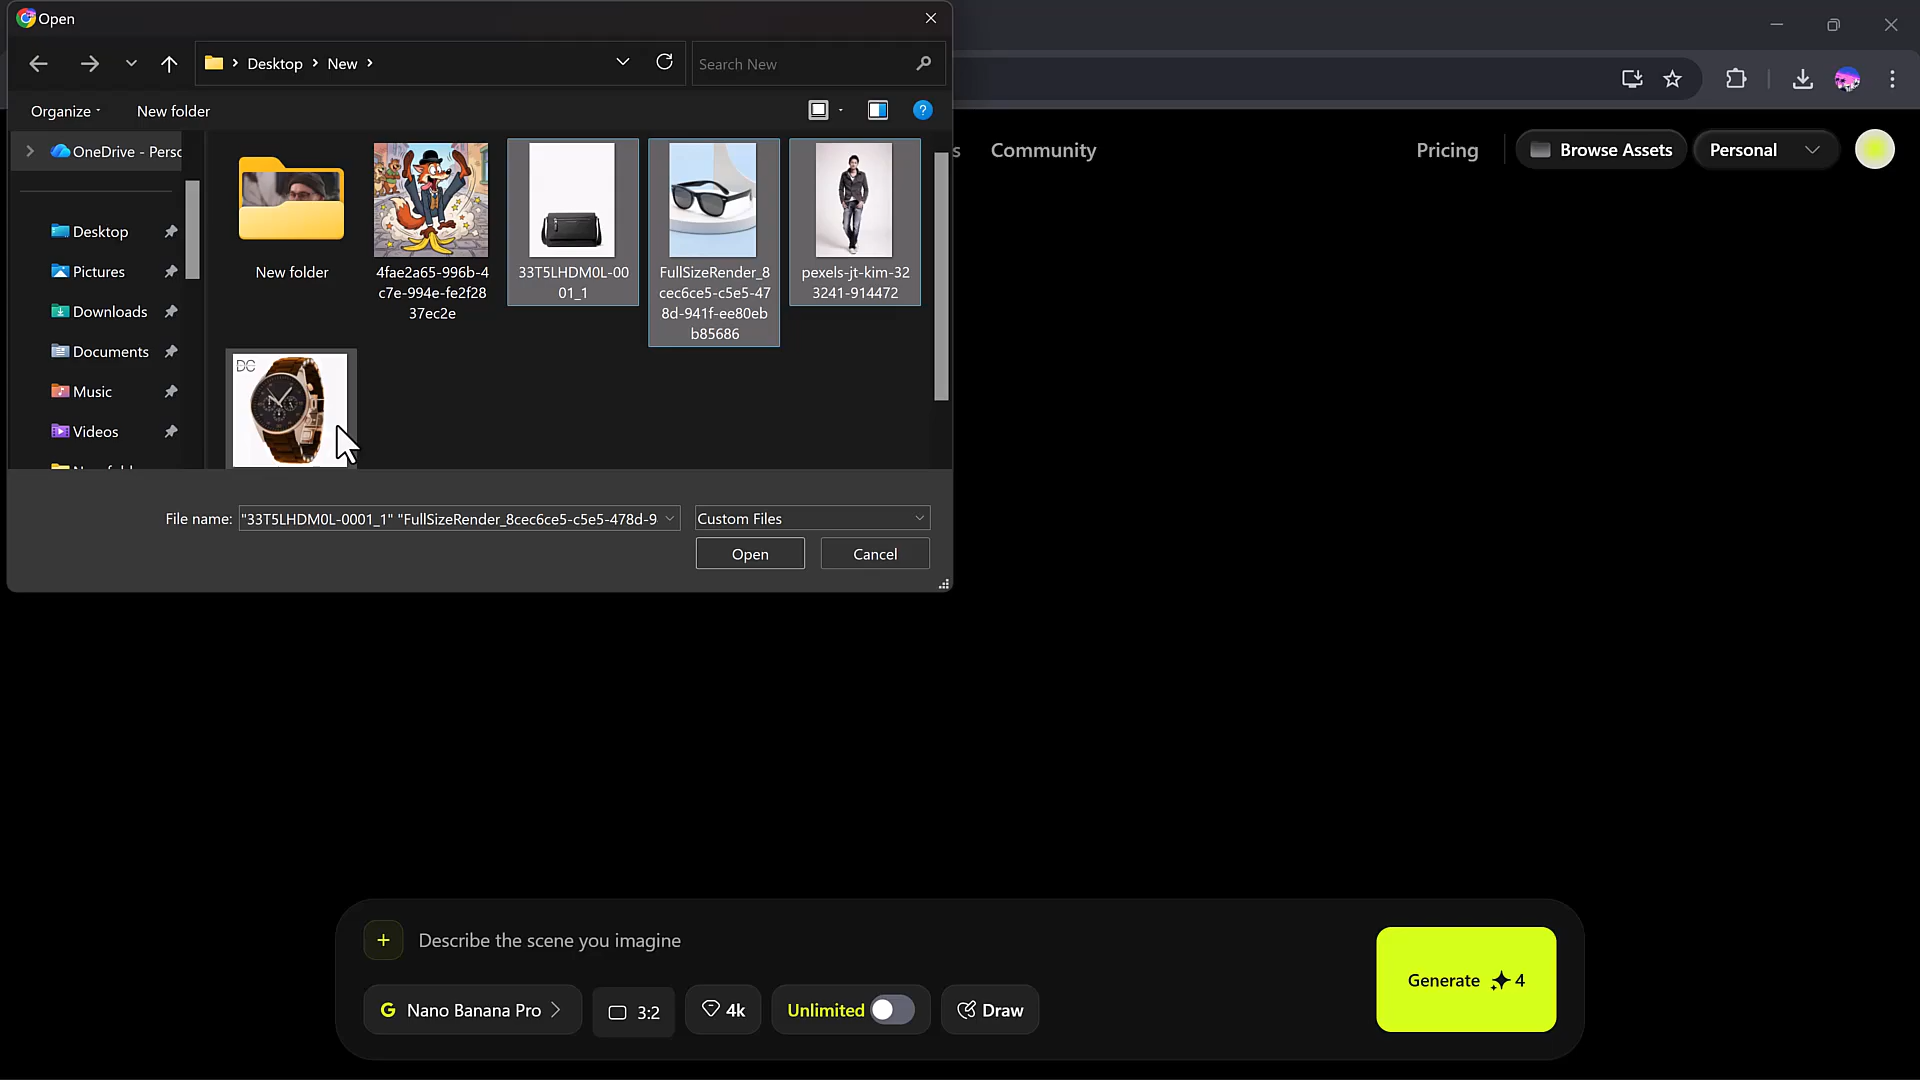 Open
Desktop
New
Search New
Organize
New folder
OneDrive - Perso
Desktop
Pictures
Downloads
Documents
Music
Videos
New folder
4fae2a65-996b-4
c7e-994e-fe2f28
37ec2e
33T5LHDM0L-00
01_1
FullSizeRender_8
cec6ce5-c5e5-47
8d-941f-ee80eb
b85686
pexels-jt-kim-32
3241-914472
DC
File name:
"33T5LHDM0L-0001_1" "FullSizeRender_8cec6ce5-c5e5-478d-9
Custom Files
Open
Cancel
s
Community
Pricing
Browse Assets
Personal
+
Describe the scene you imagine
G Nano Banana Pro
3:2
4k
Unlimited
Draw
Generate 4